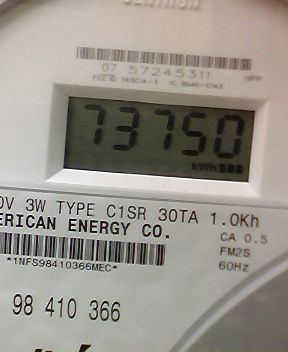 07 57245311
73750
kWh
0V 3W TYPE C1SR 30TA 1.0Kh
ERICAN ENERGY CO.
CA 0.5
FM2S
60Hz
*1NFS98410366MEC*
98 410 366